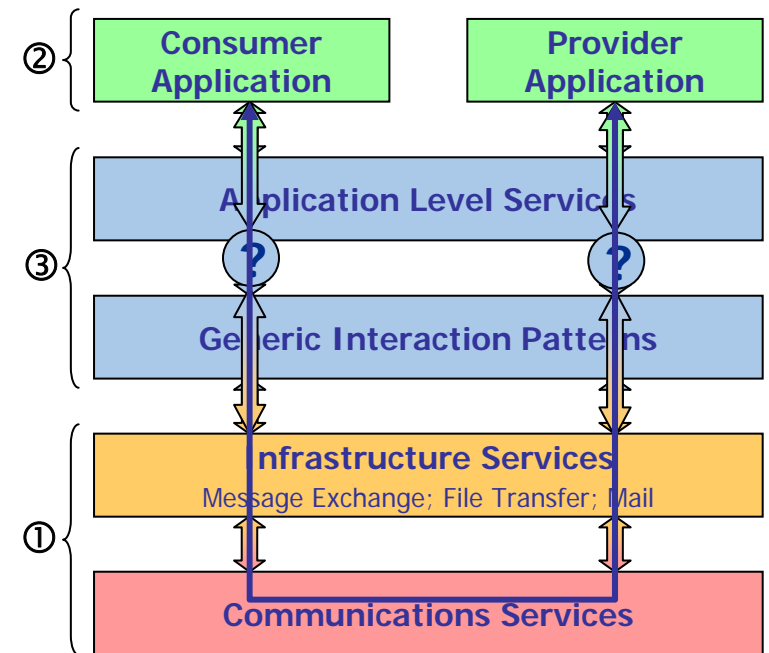 ②
Consumer
Application
Provider
Application
③
Application Level Services
?
?
Generic Interaction Patterns
①
Infrastructure Services
Message Exchange; File Transfer; Mail
Communications Services